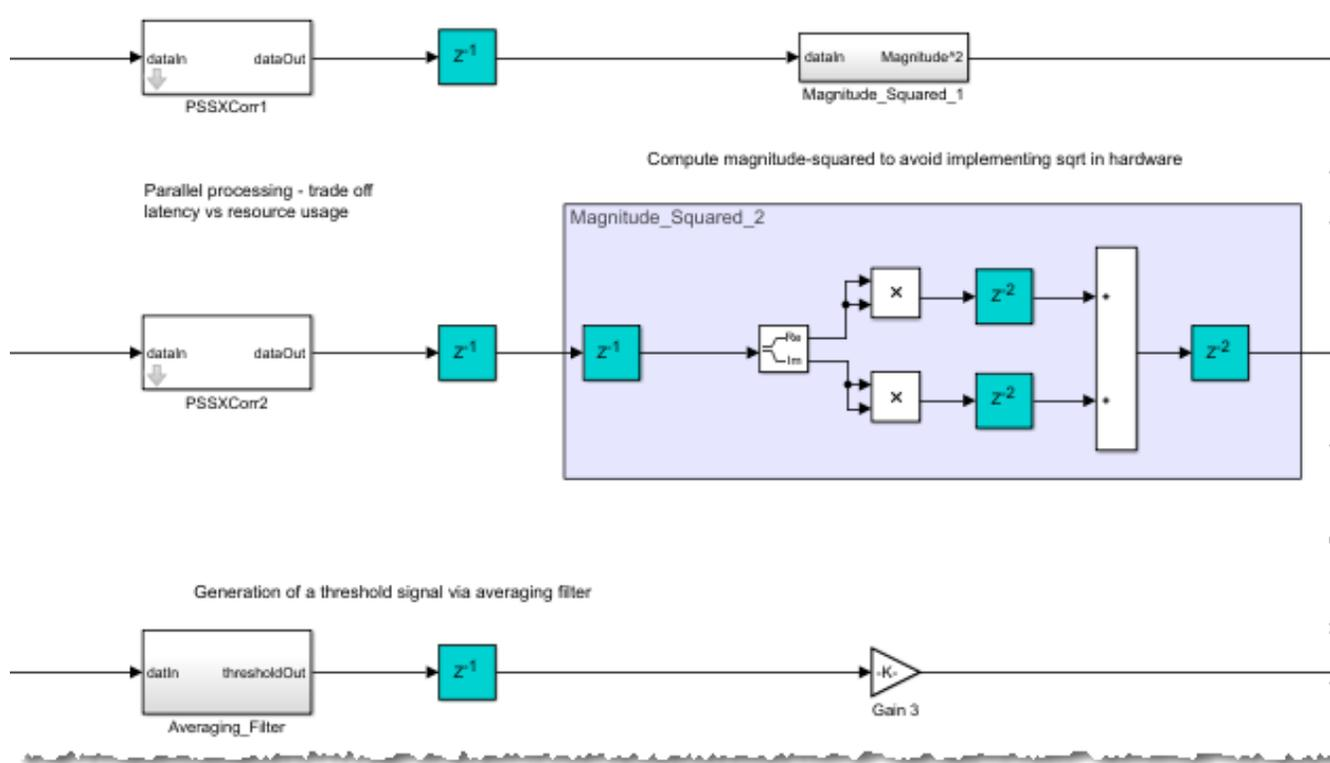 dataIn dataOut
PSSXCorr1
Z-1
dataIn Magnitude^2
Magnitude_Squared_1
Compute magnitude-squared to avoid implementing sqrt in hardware
Parallel processing - trade off
latency vs resource usage
Magnitude_Squared_2
×
Z-2
+
dataIn dataOut
PSSXCorr2
Z-1
Z-1
Re
Im
Z-2
×
Z-2
+
Generation of a threshold signal via averaging filter
datIn thresholdOut
Averaging_Filter
Z-1
-K-
Gain 3